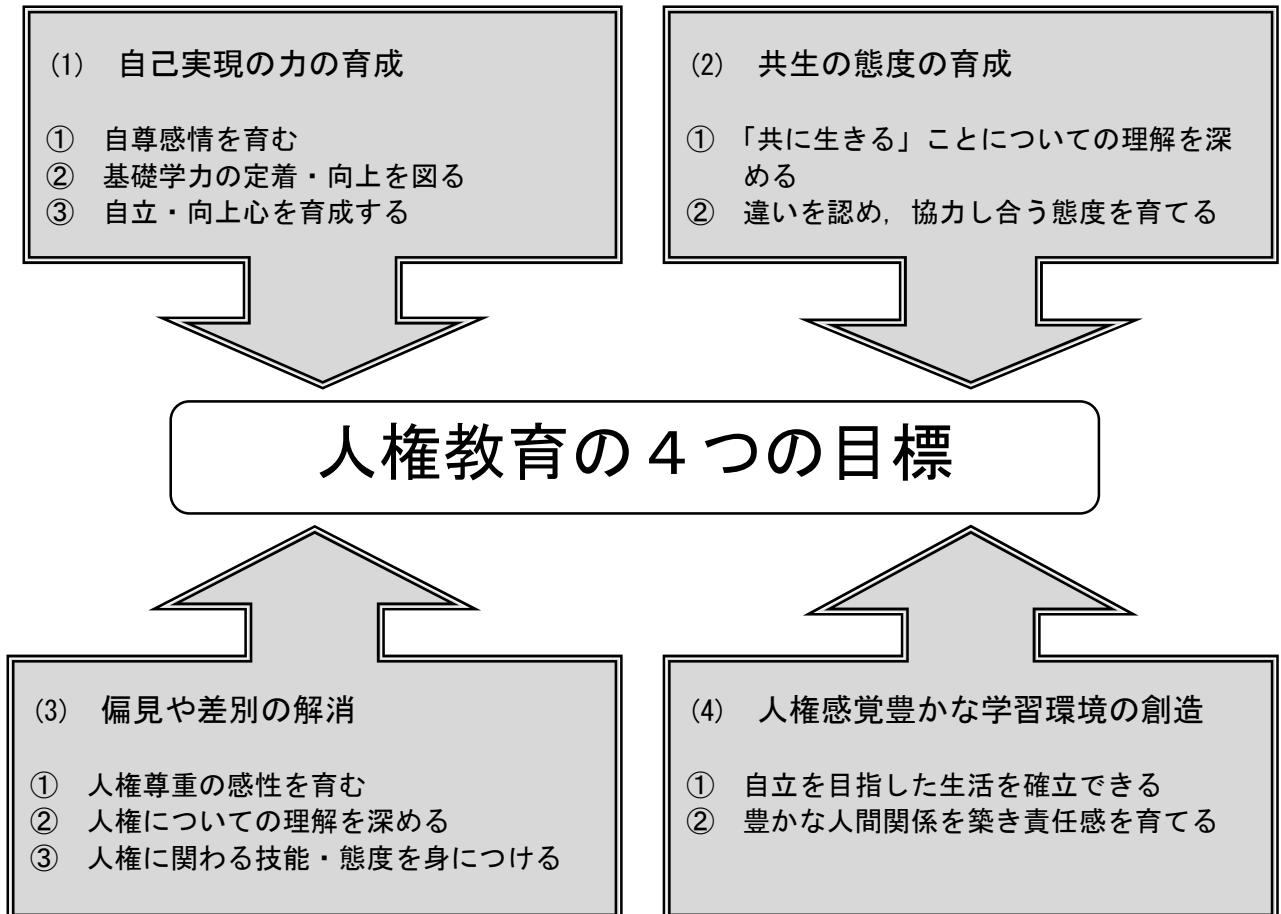 (1) 自己実現の力の育成
① 自尊感情を育む
② 基礎学力の定着・向上を図る
③ 自立・向上心を育成する
(2) 共生の態度の育成
① 「共に生きる」ことについての理解を深
める
② 違いを認め，協力し合う態度を育てる
人権教育の４つの目標
(3) 偏見や差別の解消
① 人権尊重の感性を育む
② 人権についての理解を深める
③ 人権に関わる技能・態度を身につける
(4) 人権感覚豊かな学習環境の創造
① 自立を目指した生活を確立できる
② 豊かな人間関係を築き責任感を育てる